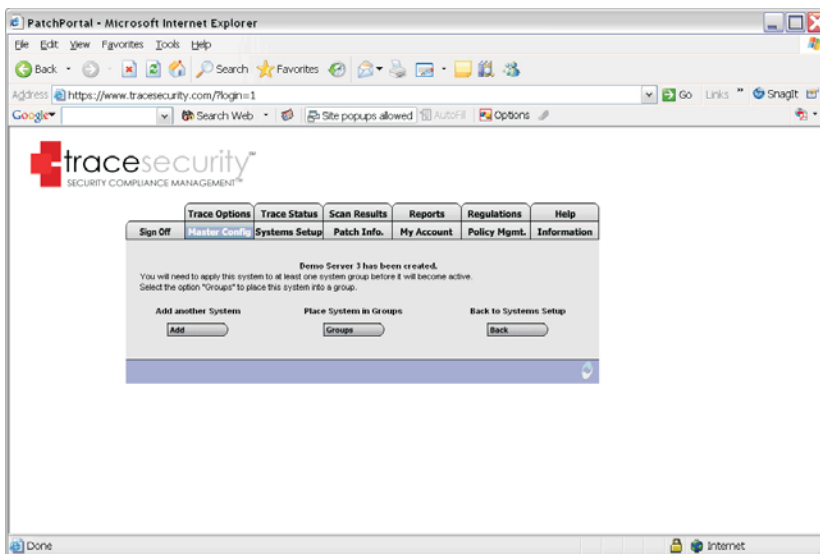 PatchPortal - Microsoft Internet Explorer
File Edit View Favorites Tools Help
Back Search Favorites
Address https://www.tracesecurity.com/?login=1 Go Links » SnagIt
Google Search Web Site popups allowed AutoFill Options
tracesecurity™
SECURITY COMPLIANCE MANAGEMENT™
Trace Options Trace Status Scan Results Reports Regulations Help
Sign Off Master Config Systems Setup Patch Info. My Account Policy Mgmt. Information
Demo Server 3 has been created.
You will need to apply this system to at least one system group before it will become active.
Select the option "Groups" to place this system into a group.
Add another System Place System in Groups Back to Systems Setup
Add Groups Back
Done Internet